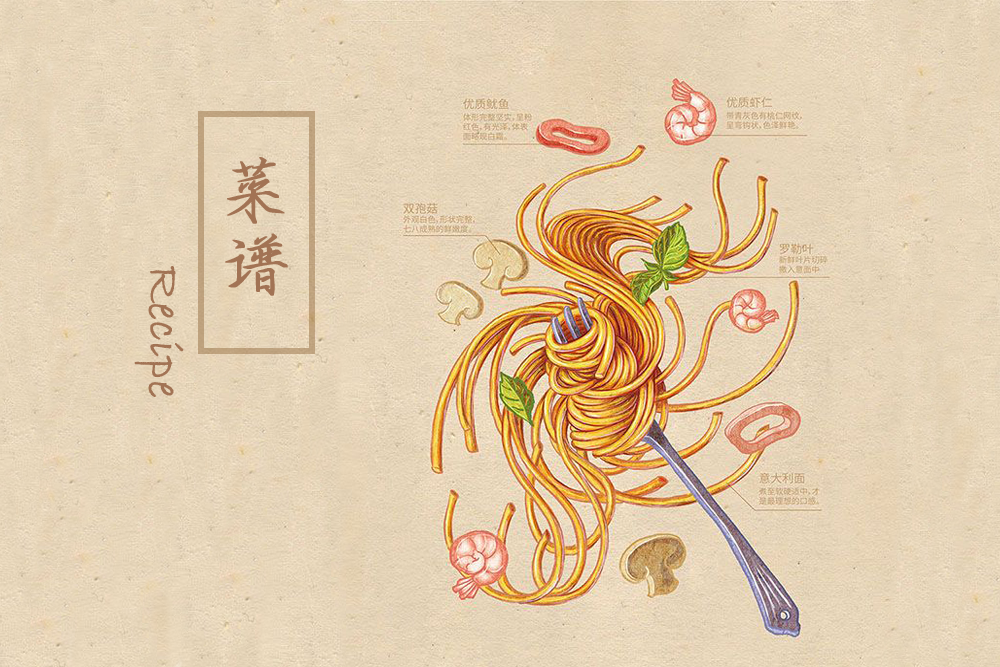 菜
谱
Recipe
优质鱿鱼
体形完整坚实,呈粉
红色,有光泽,体表
面略现白霜。
优质虾仁
带青灰色有桃仁网纹,
呈弯钩状,色泽鲜艳。
双孢菇
外观白色,形状完整,
七八成熟的鲜嫩度。
罗勒叶
新鲜叶片切碎
撒入意面中
意大利面
煮至软硬适中,才
是最理想的口感。